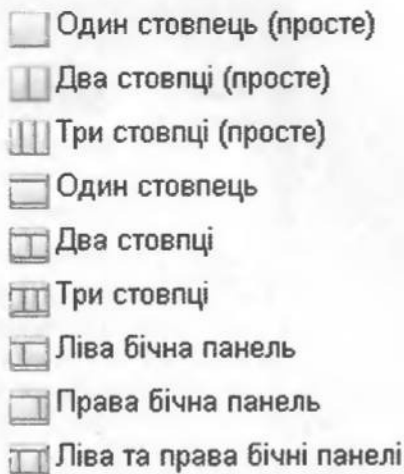 Один стовпець (просте)
Два стовпці (просте)
Три стовпці (просте)
Один стовпець
Два стовпці
Три стовпці
Ліва бічна панель
Права бічна панель
Ліва та права бічні панелі